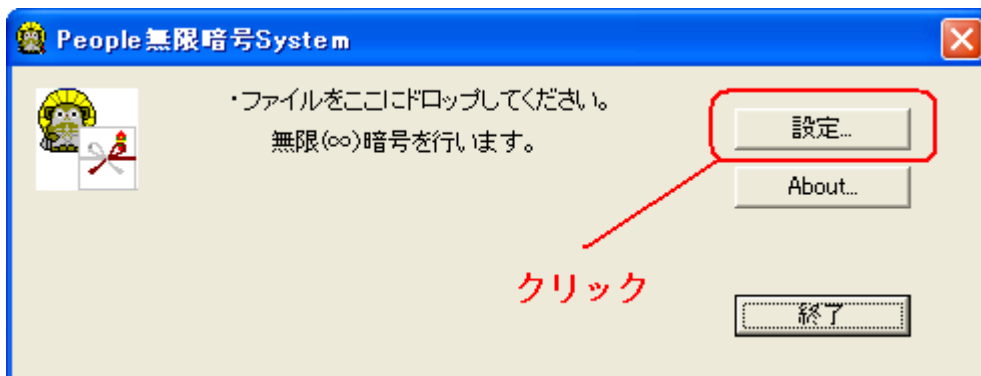 People無限暗号System
・ファイルをここにドロップしてください。
無限(∞)暗号を行います。
設定...
About...
クリック
終了